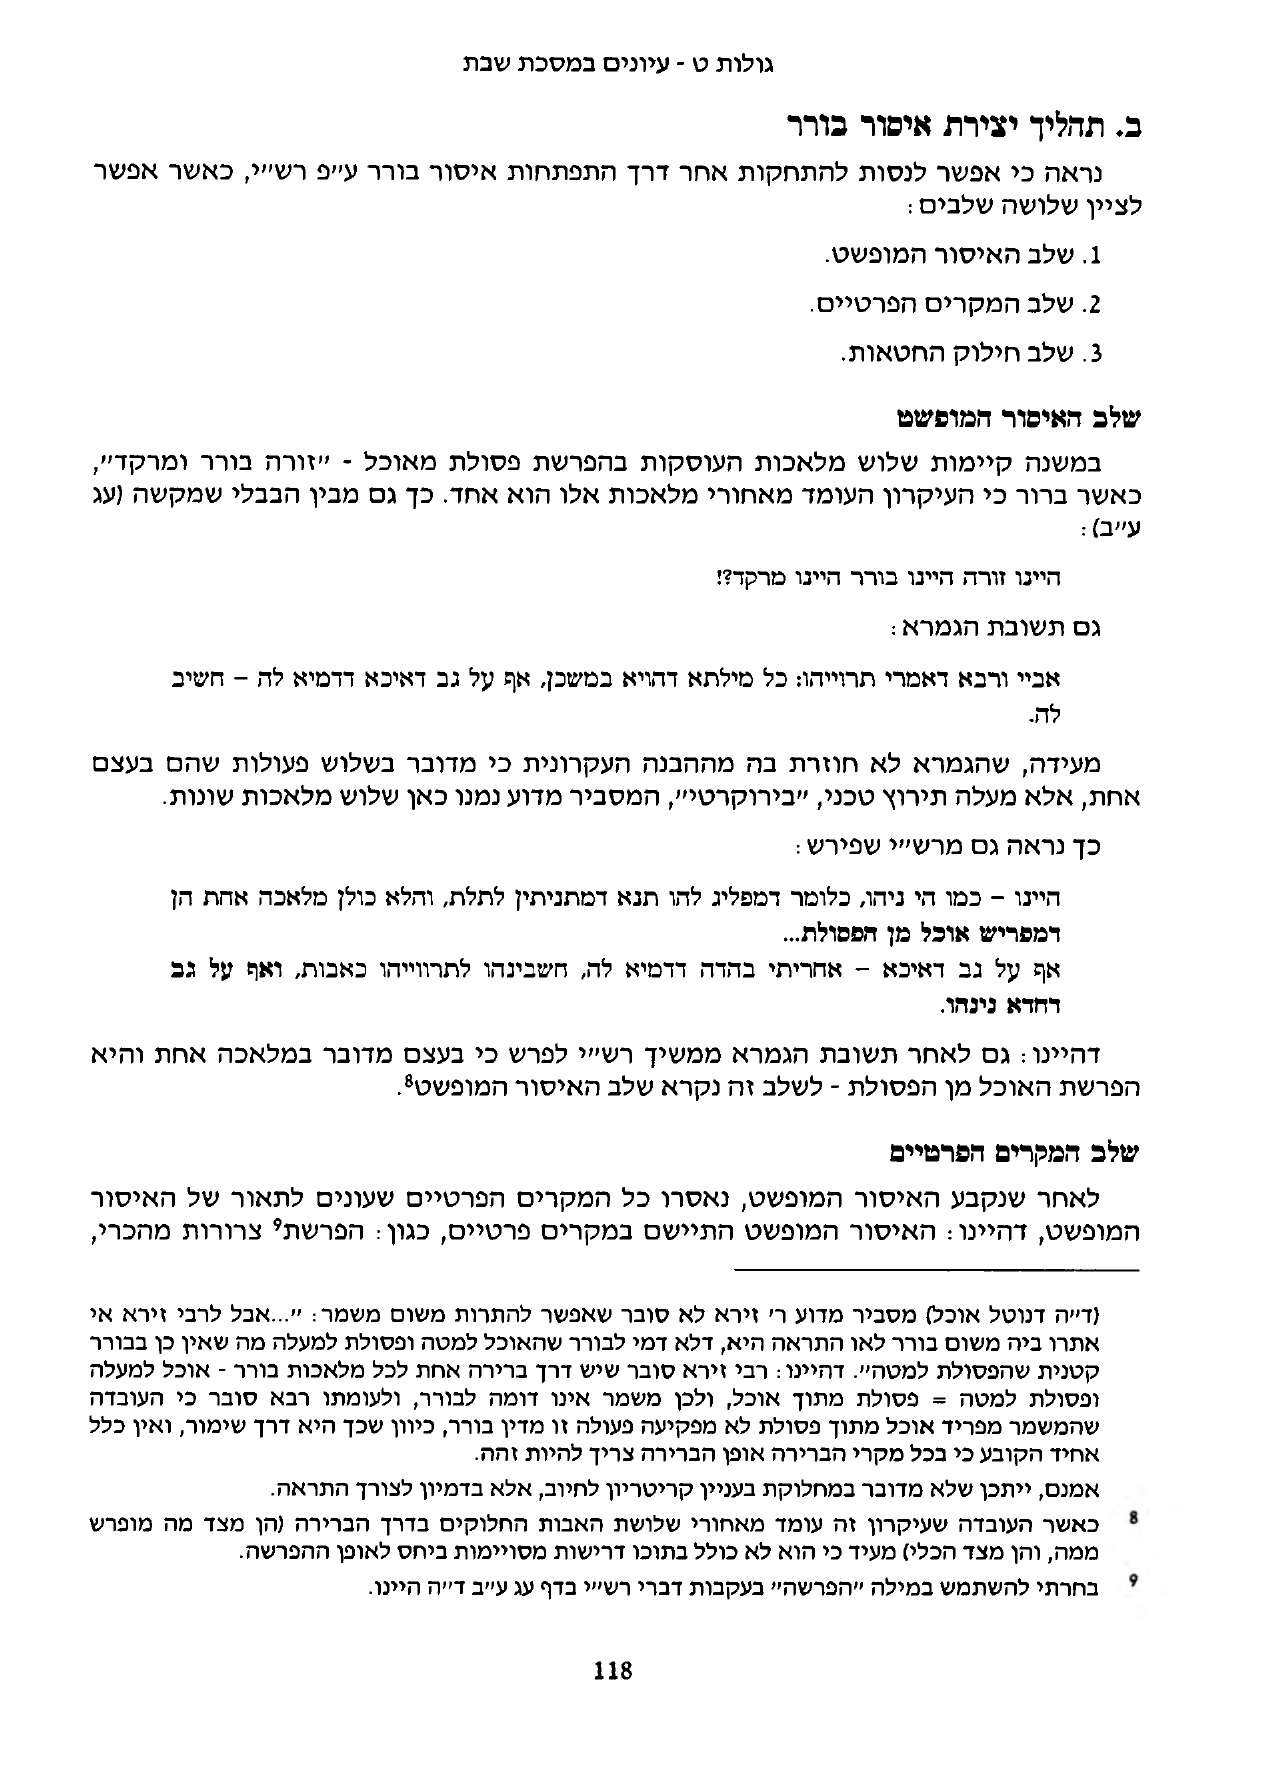 גולות ט - עיונים במסכת שבת
ב. תהליך יצירת איסור בורר
נראה כי אפשר לנסות להתחקות אחר דרך התפתחות איסור בורר ע״פ רש״י, כאשר אפשר
לציין שלושה שלבים:
1. שלב האיסור המופשט.
2. שלב המקרים הפרטיים.
3. שלב חילוק החטאות.
שלב האיסור המופשט
במשנה קיימות שלוש מלאכות העוסקות בהפרשת פסולת מאוכל - ״זורה בורר ומרקד״,
כאשר ברור כי העיקרון העומד מאחורי מלאכות אלו הוא אחד. כך גם מבין הבבלי שמקשה (עג
ע״ב):
היינו זורה היינו בורר היינו מרקד?!
גם תשובת הגמרא:
אביי ורבא דאמרי תרוייהו: כל מילתא דהויא במשכן, אף על גב דאיכא דדמיא לה – חשיב
לה.
מעידה, שהגמרא לא חוזרת בה מההבנה העקרונית כי מדובר בשלוש פעולות שהם בעצם
אחת, אלא מעלה תירוץ טכני, ״בירוקרטי״, המסביר מדוע נמנו כאן שלוש מלאכות שונות.
כך נראה גם מרש״י שפירש:
היינו – כמו הי ניהו, כלומר דמפליג להו תנא דמתניתין לתלת, והלא כולן מלאכה אחת הן
דמפריש אוכל מן הפסולת...
אף על גב דאיכא – אחריתי בהדה דדמיא לה, חשבינהו לתרווייהו כאבות, ואף על גב
דחדא נינהו.
דהיינו: גם לאחר תשובת הגמרא ממשיך רש״י לפרש כי בעצם מדובר במלאכה אחת והיא
הפרשת האוכל מן הפסולת - לשלב זה נקרא שלב האיסור המופשט8.
שלב המקרים הפרטיים
לאחר שנקבע האיסור המופשט, נאסרו כל המקרים הפרטיים שעונים לתאור של האיסור
המופשט, דהיינו: האיסור המופשט התיישם במקרים פרטיים, כגון: הפרשת9 צרורות מהכרי,
(ד״ה דנוטל אוכל) מסביר מדוע ר׳ זירא לא סובר שאפשר להתרות משום משמר: ״...אבל לרבי זירא אי
אתרו ביה משום בורר לאו התראה היא, דלא דמי לבורר שהאוכל למטה ופסולת למעלה מה שאין כן בבורר
קטנית שהפסולת למטה״. דהיינו: רבי זירא סובר שיש דרך ברירה אחת לכל מלאכות בורר - אוכל למעלה
ופסולת למטה = פסולת מתוך אוכל, ולכן משמר אינו דומה לבורר, ולעומתו רבא סובר כי העובדה
שהמשמר מפריד אוכל מתוך פסולת לא מפקיעה פעולה זו מדין בורר, כיוון שכך היא דרך שימור, ואין כלל
אחיד הקובע כי בכל מקרי הברירה אופן הברירה צריך להיות זהה.
אמנם, ייתכן שלא מדובר במחלוקת בעניין קריטריון לחיוב, אלא בדמיון לצורך התראה.
8 כאשר העובדה שעיקרון זה עומד מאחורי שלושת האבות החלוקים בדרך הברירה (הן מצד מה מופרש
ממה, והן מצד הכלי) מעיד כי הוא לא כולל בתוכו דרישות מסויימות ביחס לאופן ההפרשה.
9 בחרתי להשתמש במילה ״הפרשה״ בעקבות דברי רש״י בדף עג ע״ב ד״ה היינו.
118